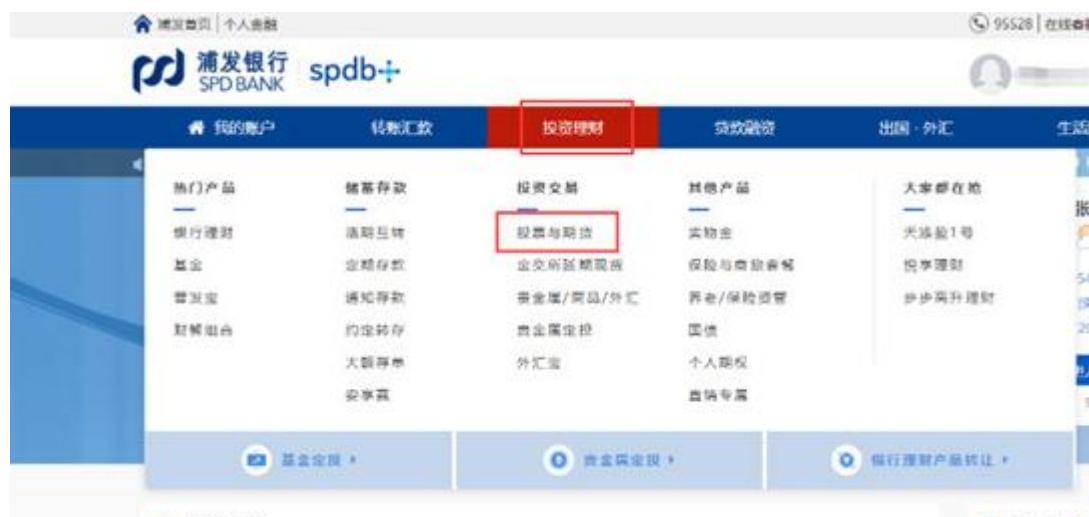 浦发首页 | 个人金融
95528 | 在线客
浦发银行
SPD BANK
spdb+
我的账户 转账汇款 投资理财 贷款融资 出国·外汇 生活
热门产品 储蓄存款 投资交易 其他产品 大家都在抢
银行理财 活期互转 股票与期货 实物金 天添盈1号
基金 定期存款 金交所延期现货 保险与商旅套餐 悦享理财
普发宝 通知存款 贵金属/商品/外汇 养老/保险资管 步步高升理财
财智组合 约定转存 贵金属定投 国债
大额存单 外汇宝 个人期权
安享赢 直销专属
基金定投 贵金属定投 银行理财产品转让